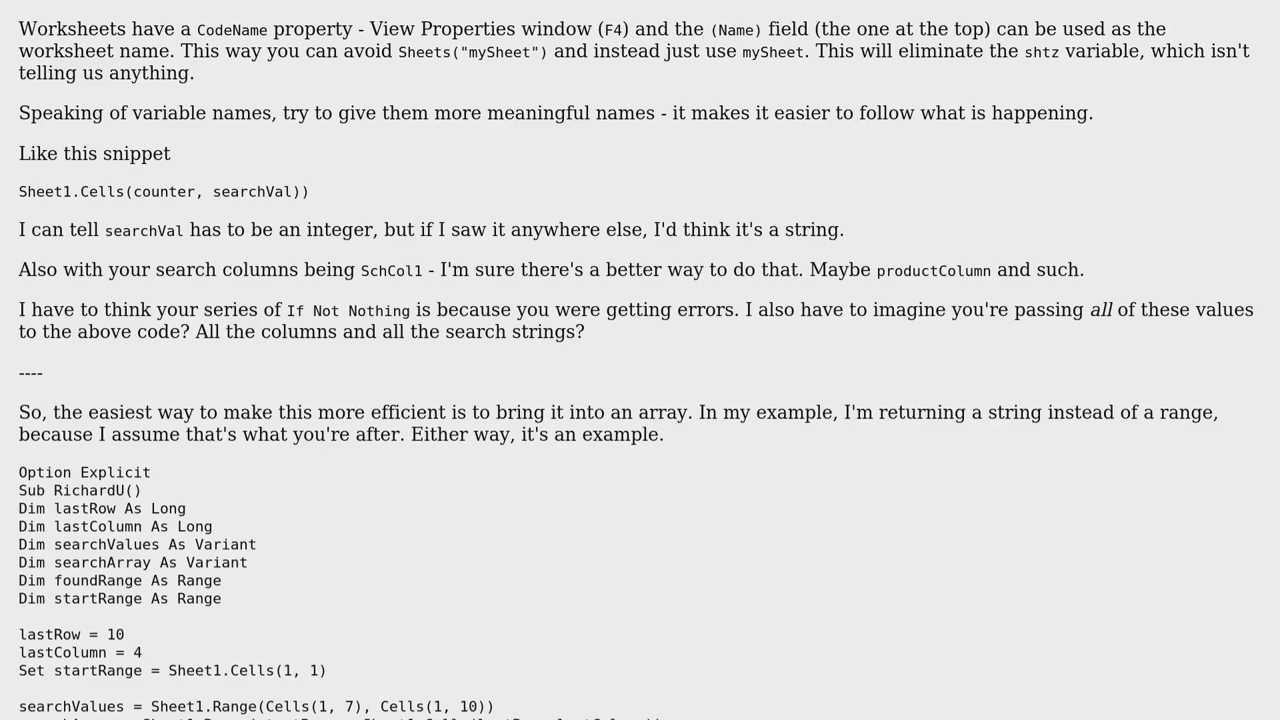 Worksheets have a CodeName property - View Properties window (F4) and the (Name) field (the one at the top) can be used as the
worksheet name. This way you can avoid Sheets("mySheet") and instead just use mySheet. This will eliminate the shtz variable, which isn't
telling us anything.
Speaking of variable names, try to give them more meaningful names - it makes it easier to follow what is happening.
Like this snippet
Sheet1.Cells(counter, searchVal))
I can tell searchVal has to be an integer, but if I saw it anywhere else, I'd think it's a string.
Also with your search columns being SchCol1 - I'm sure there's a better way to do that. Maybe productColumn and such.
I have to think your series of If Not Nothing is because you were getting errors. I also have to imagine you're passing all of these values
to the above code? All the columns and all the search strings?
----
So, the easiest way to make this more efficient is to bring it into an array. In my example, I'm returning a string instead of a range,
because I assume that's what you're after. Either way, it's an example.
Option Explicit
Sub RichardU()
Dim lastRow As Long
Dim lastColumn As Long
Dim searchValues As Variant
Dim searchArray As Variant
Dim foundRange As Range
Dim startRange As Range
lastRow = 10
lastColumn = 4
Set startRange = Sheet1.Cells(1, 1)
searchValues = Sheet1.Range(Cells(1, 7), Cells(1, 10))